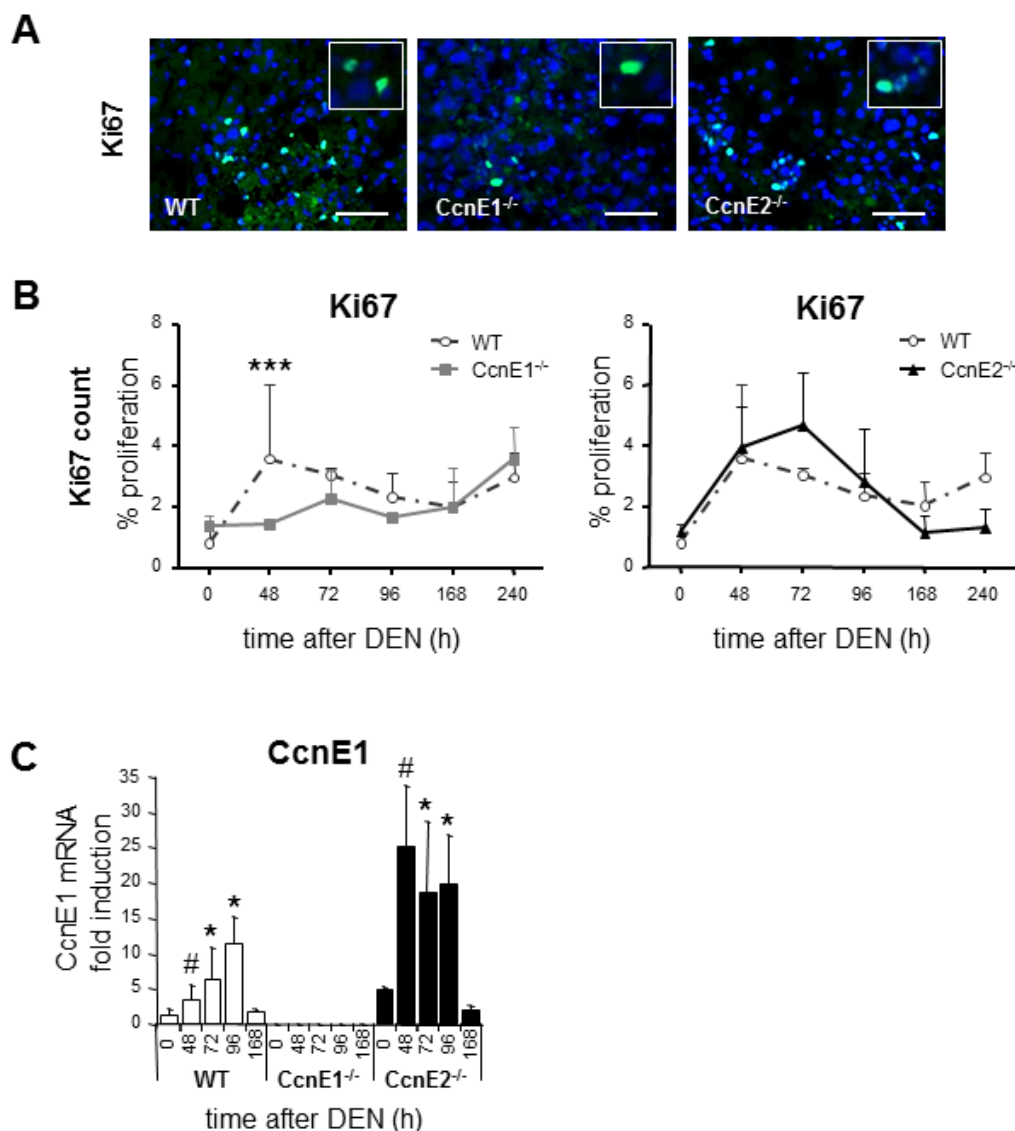 A
Ki67
WT
CcnE1-/-
CcnE2-/-
B
Ki67
Ki67 count
% proliferation
8
6
4
2
0
***
WT
CcnE1-/-
0 48 72 96 168 240
time after DEN (h)
Ki67
% proliferation
8
6
4
2
0
WT
CcnE2-/-
0 48 72 96 168 240
time after DEN (h)
C
CcnE1
CcnE1 mRNA
fold induction
35
30
25
20
15
10
5
0
# * *
# * *
0 48 72 96 168 0 48 72 96 168 0 48 72 96 168
WT CcnE1-/- CcnE2-/-
time after DEN (h)